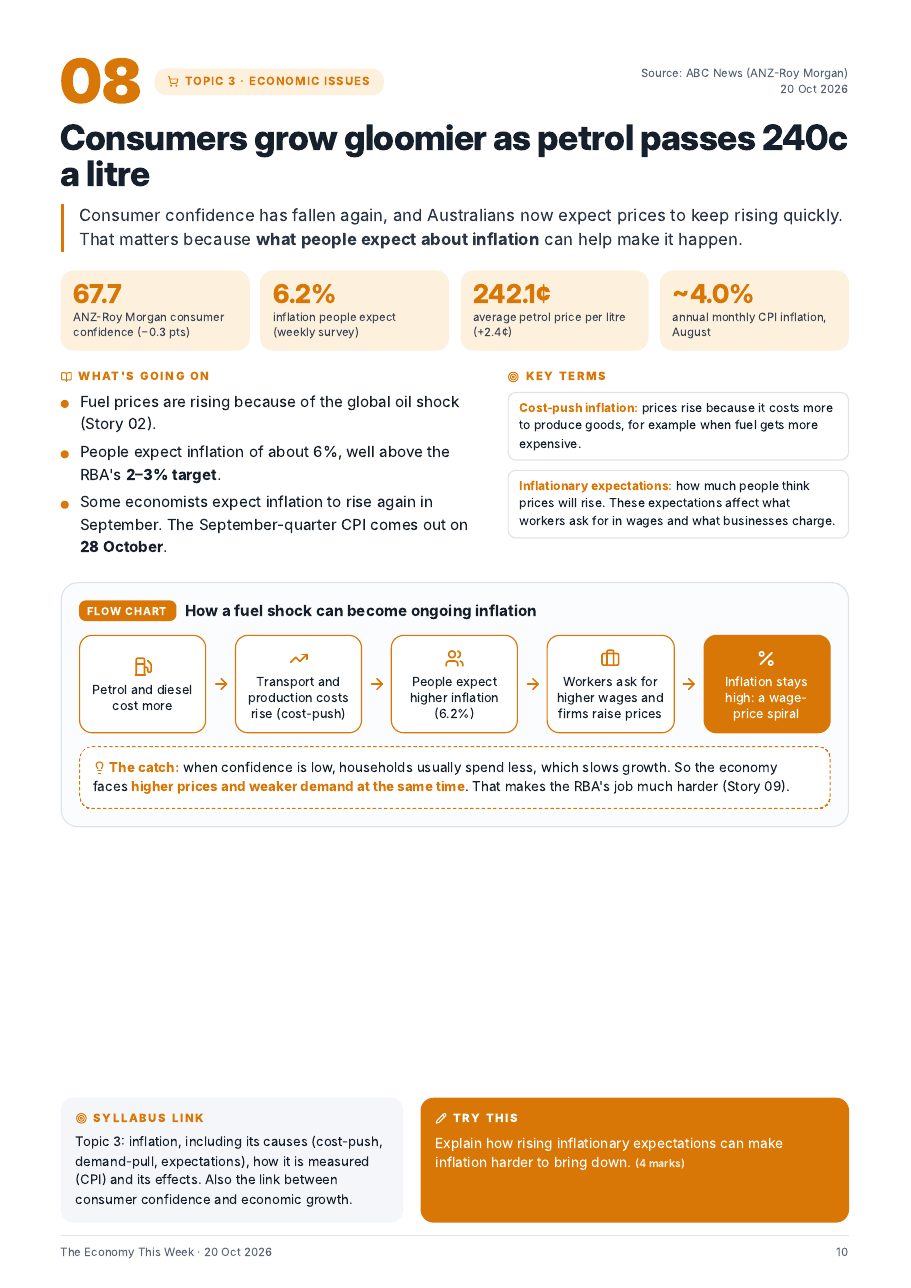 08
TOPIC 3 · ECONOMIC ISSUES
Source: ABC News (ANZ-Roy Morgan)
20 Oct 2026
Consumers grow gloomier as petrol passes 240c
a litre
Consumer confidence has fallen again, and Australians now expect prices to keep rising quickly.
That matters because what people expect about inflation can help make it happen.
67.7
ANZ-Roy Morgan consumer
confidence (−0.3 pts)
6.2%
inflation people expect
(weekly survey)
242.1¢
average petrol price per litre
(+2.4¢)
~4.0%
annual monthly CPI inflation,
August
WHAT'S GOING ON
Fuel prices are rising because of the global oil shock
(Story 02).
People expect inflation of about 6%, well above the
RBA's 2–3% target.
Some economists expect inflation to rise again in
September. The September-quarter CPI comes out on
28 October.
KEY TERMS
Cost-push inflation: prices rise because it costs more
to produce goods, for example when fuel gets more
expensive.
Inflationary expectations: how much people think
prices will rise. These expectations affect what
workers ask for in wages and what businesses charge.
FLOW CHART How a fuel shock can become ongoing inflation
Petrol and diesel
cost more
Transport and
production costs
rise (cost-push)
People expect
higher inflation
(6.2%)
Workers ask for
higher wages and
firms raise prices
Inflation stays
high: a wage-
price spiral
The catch: when confidence is low, households usually spend less, which slows growth. So the economy
faces higher prices and weaker demand at the same time. That makes the RBA's job much harder (Story 09).
SYLLABUS LINK
Topic 3: inflation, including its causes (cost-push,
demand-pull, expectations), how it is measured
(CPI) and its effects. Also the link between
consumer confidence and economic growth.
TRY THIS
Explain how rising inflationary expectations can make
inflation harder to bring down. (4 marks)
The Economy This Week · 20 Oct 2026
10